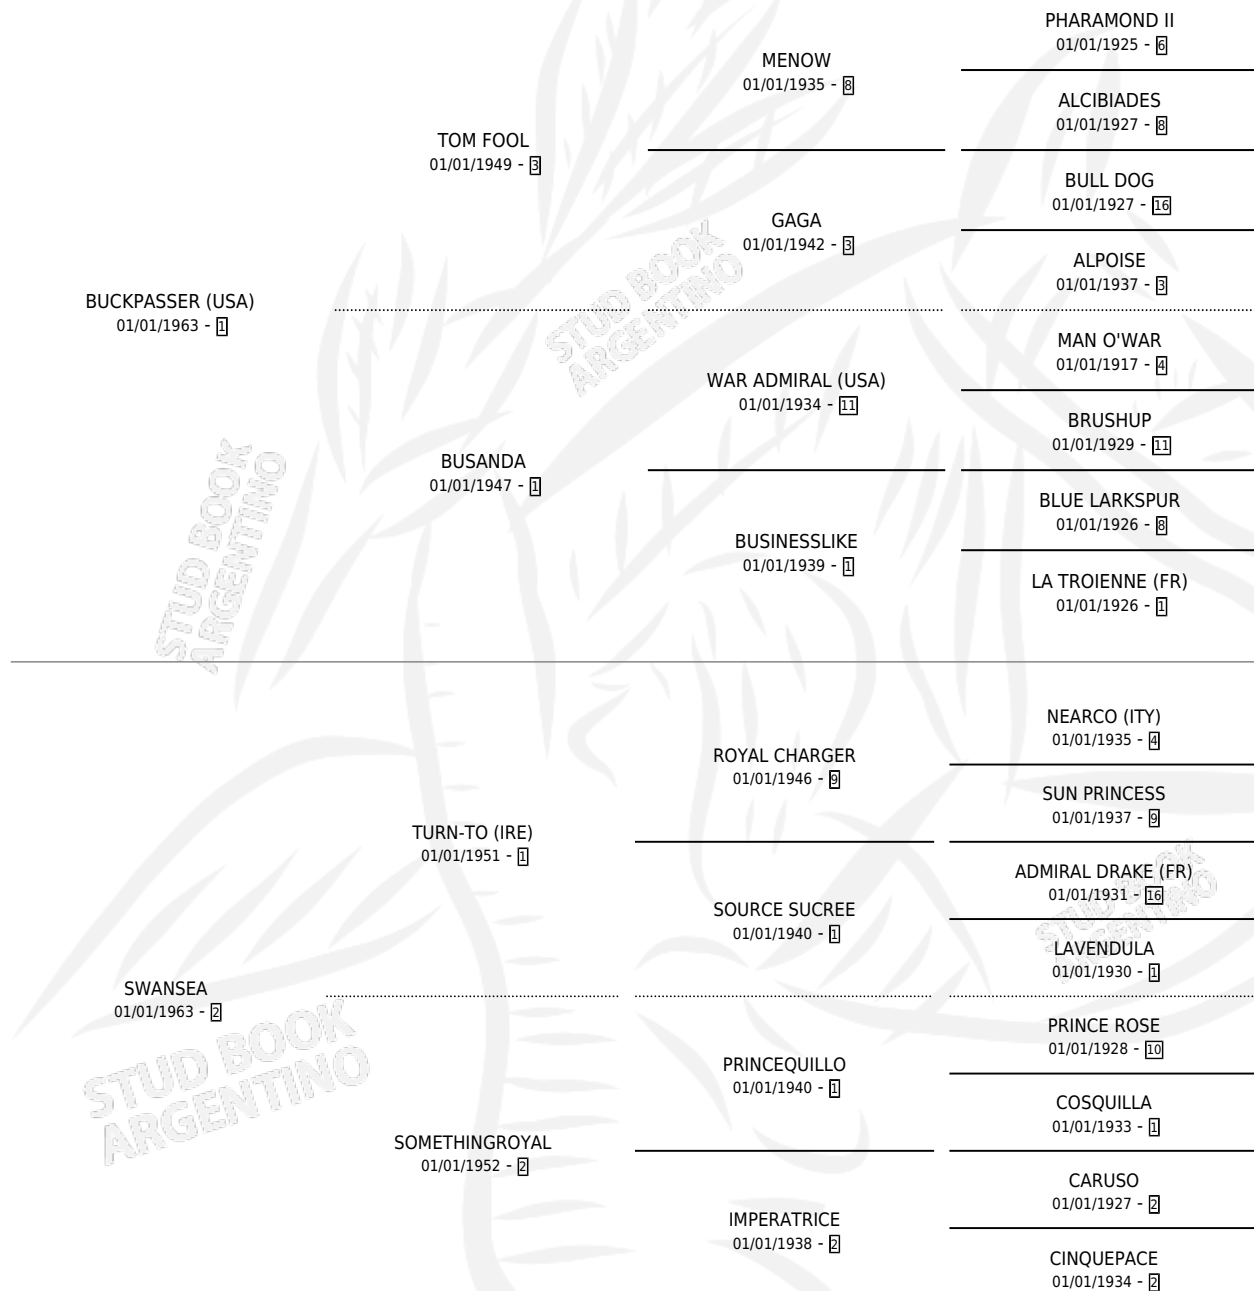 PHARAMOND II
01/01/1925 - 6
MENOW
01/01/1935 - 8
ALCIBIADES
01/01/1927 - 8
TOM FOOL
01/01/1949 - 3
BULL DOG
01/01/1927 - 16
GAGA
01/01/1942 - 3
ALPOISE
01/01/1937 - 3
BUCKPASSER (USA)
01/01/1963 - 1
MAN O'WAR
01/01/1917 - 4
WAR ADMIRAL (USA)
01/01/1934 - 11
BRUSHUP
01/01/1929 - 11
BUSANDA
01/01/1947 - 1
BLUE LARKSPUR
01/01/1926 - 8
BUSINESSLIKE
01/01/1939 - 1
LA TROIENNE (FR)
01/01/1926 - 1
NEARCO (ITY)
01/01/1935 - 4
ROYAL CHARGER
01/01/1946 - 9
SUN PRINCESS
01/01/1937 - 9
TURN-TO (IRE)
01/01/1951 - 1
ADMIRAL DRAKE (FR)
01/01/1931 - 16
SOURCE SUCREE
01/01/1940 - 1
LAVENDULA
01/01/1930 - 1
SWANSEA
01/01/1963 - 2
PRINCE ROSE
01/01/1928 - 10
PRINCEQUILLO
01/01/1940 - 1
COSQUILLA
01/01/1933 - 1
SOMETHINGROYAL
01/01/1952 - 2
CARUSO
01/01/1927 - 2
IMPERATRICE
01/01/1938 - 2
CINQUEPACE
01/01/1934 - 2
STUD BOOK
ARGENTINO
STUD BOOK
ARGENTINO
STUD BOOK
ARGENTINO
STUD BOOK
ARGENTINO